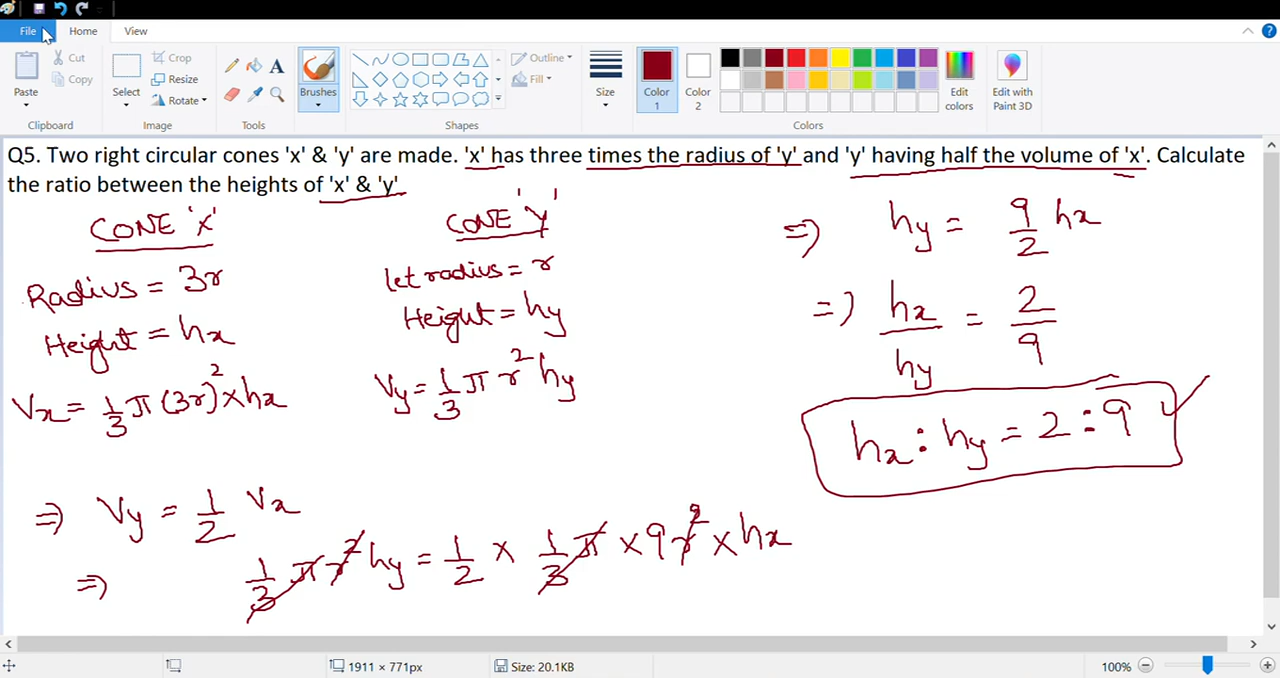 File Home View
Paste
Cut
Copy
Clipboard
Select
Crop
Resize
Rotate
Image
A
Tools
Brushes
Outline
Fill
Shapes
Size
Color 1
Color 2
Edit colors
Colors
Edit with Paint 3D
Q5. Two right circular cones 'x' & 'y' are made. 'x' has three times the radius of 'y' and 'y' having half the volume of 'x'. Calculate
the ratio between the heights of 'x' & 'y'
CONE 'X'
Radius = 3r
Height = hx
Vx = 1/3 π (3r)² × hx
CONE 'Y'
let radius = r
Height = hy
Vy = 1/3 π r² hy
⇒ Vy = 1/2 Vx
⇒ 1/3 π r² hy = 1/2 × 1/3 π × 9 r² × hx
⇒ hy = 9/2 hx
⇒ hx/hy = 2/9
hx : hy = 2 : 9
1911 × 771px Size: 20.1KB 100%